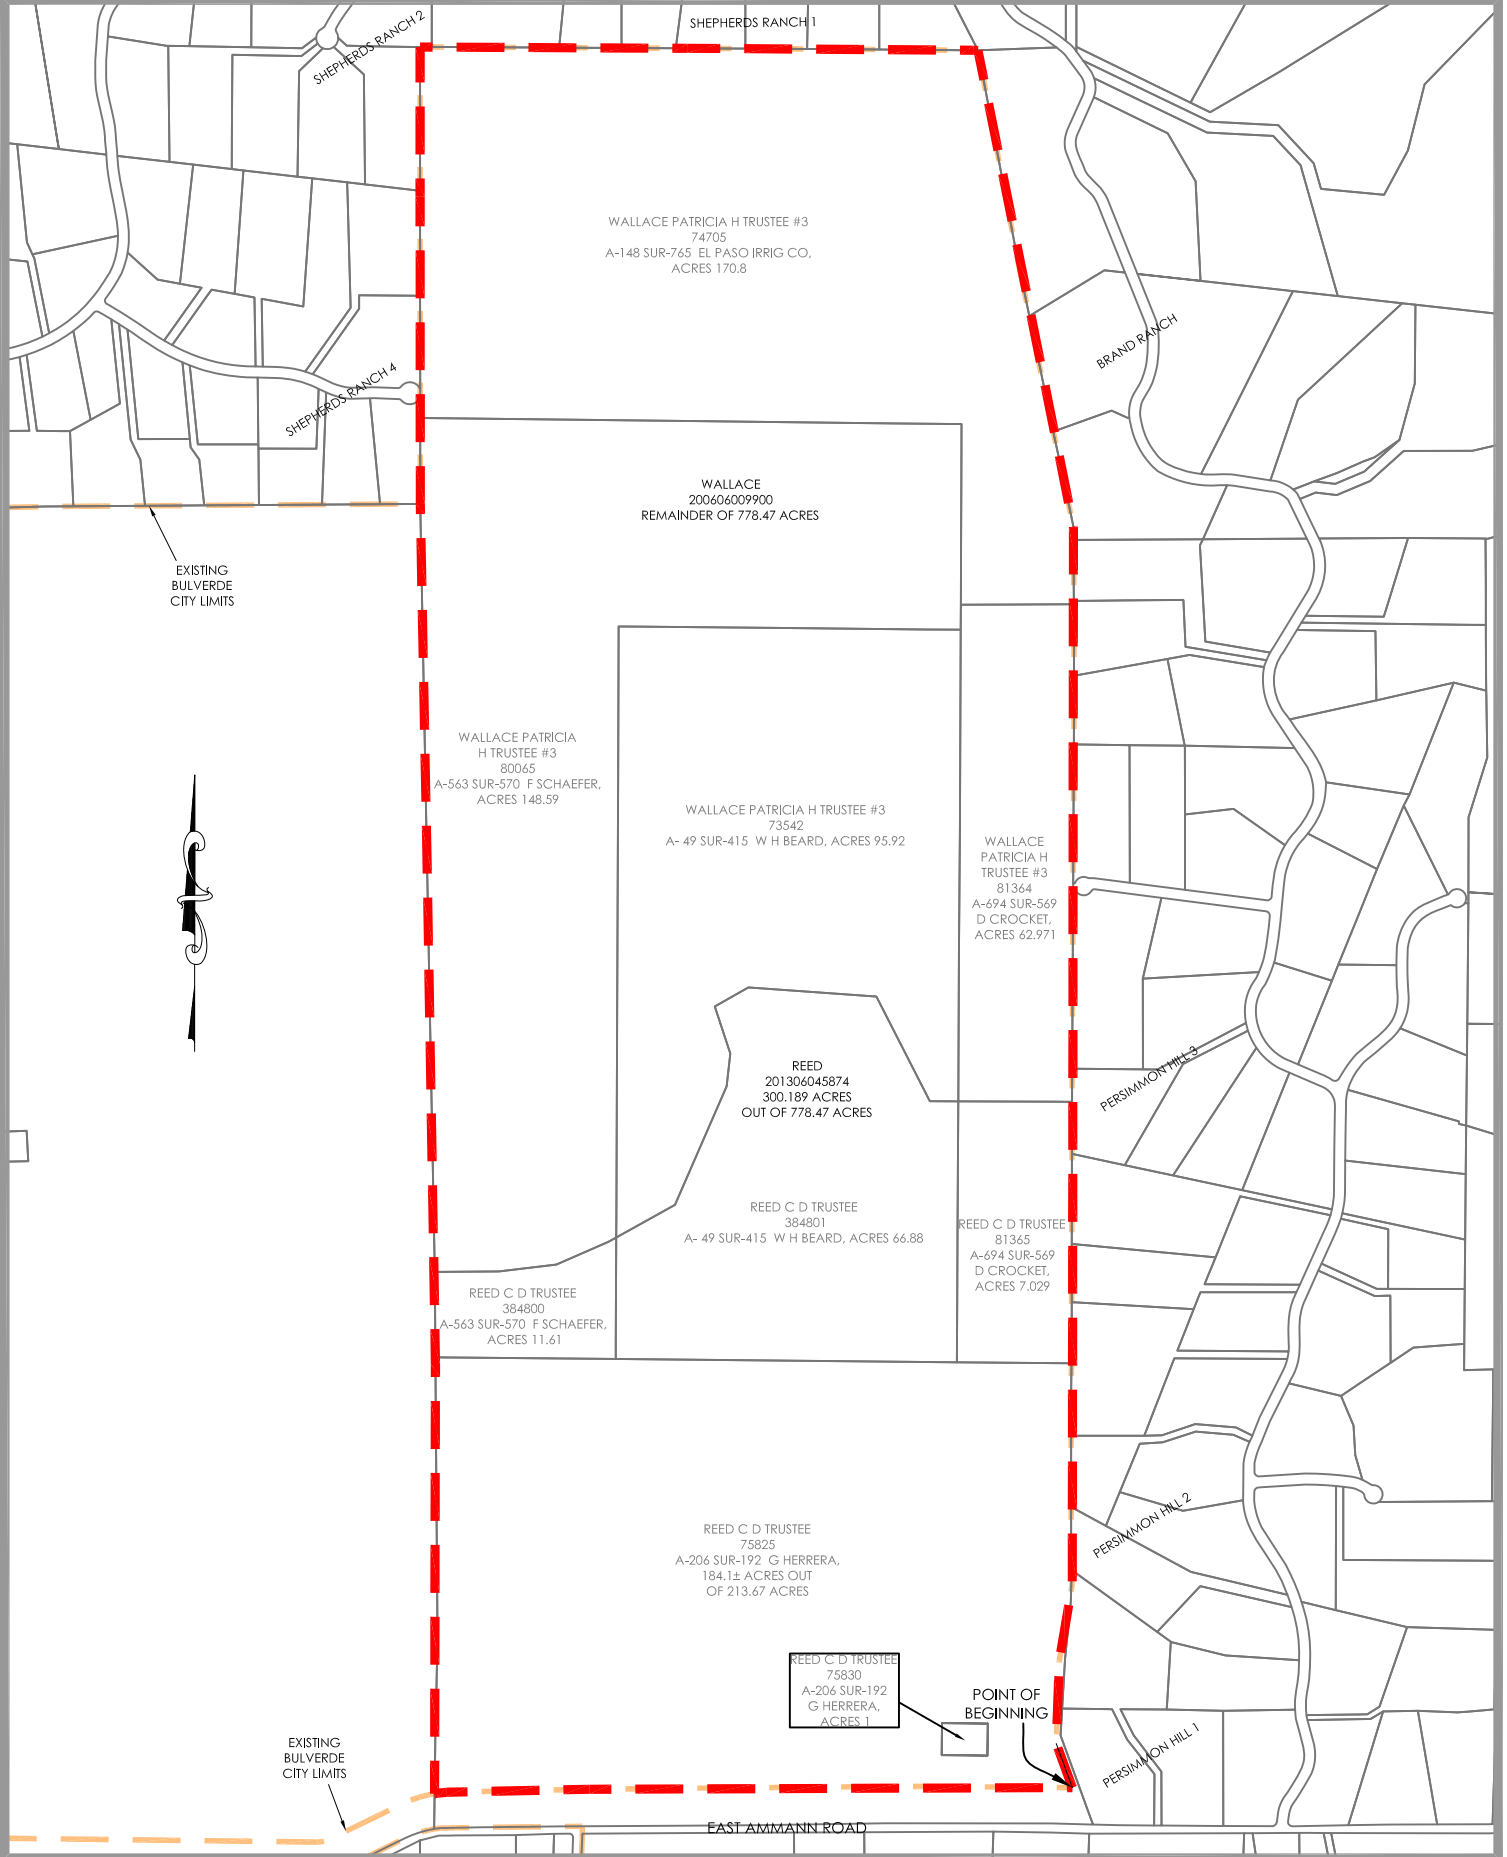 SHEPHERDS RANCH 1
SHEPHERDS RANCH 2
WALLACE PATRICIA H TRUSTEE #3
74705
A-148 SUR-765 EL PASO IRRIG CO,
ACRES 170.8
BRAND RANCH
SHEPHERDS RANCH 4
WALLACE
200606009900
REMAINDER OF 778.47 ACRES
EXISTING
BULVERDE
CITY LIMITS
WALLACE PATRICIA
H TRUSTEE #3
80065
A-563 SUR-570 F SCHAEFER,
ACRES 148.59
WALLACE PATRICIA H TRUSTEE #3
73542
A- 49 SUR-415 W H BEARD, ACRES 95.92
WALLACE
PATRICIA H
TRUSTEE #3
81364
A-694 SUR-569
D CROCKET,
ACRES 62.971
REED
201306045874
300.189 ACRES
OUT OF 778.47 ACRES
PERSIMMON HILL 3
REED C D TRUSTEE
384801
A- 49 SUR-415 W H BEARD, ACRES 66.88
REED C D TRUSTEE
81365
A-694 SUR-569
D CROCKET,
ACRES 7.029
REED C D TRUSTEE
384800
A-563 SUR-570 F SCHAEFER,
ACRES 11.61
REED C D TRUSTEE
75825
A-206 SUR-192 G HERRERA,
184.1± ACRES OUT
OF 213.67 ACRES
PERSIMMON HILL 2
REED C D TRUSTEE
75830
A-206 SUR-192
G HERRERA,
ACRES 1
POINT OF
BEGINNING
PERSIMMON HILL 1
EXISTING
BULVERDE
CITY LIMITS
EAST AMMANN ROAD